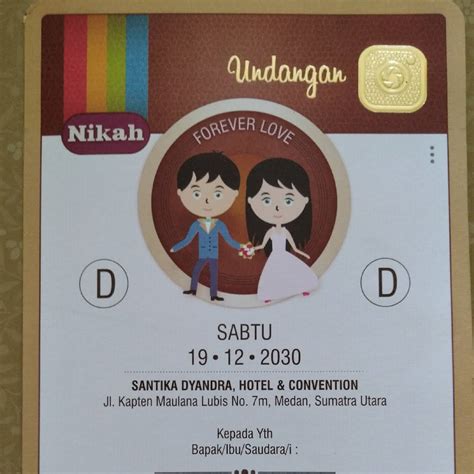 Undangan
Nikah
FOREVER LOVE
D
D
SABTU
19 • 12 • 2030
SANTIKA DYANDRA, HOTEL & CONVENTION
Jl. Kapten Maulana Lubis No. 7m, Medan, Sumatra Utara
Kepada Yth
Bapak/Ibu/Saudara/i :